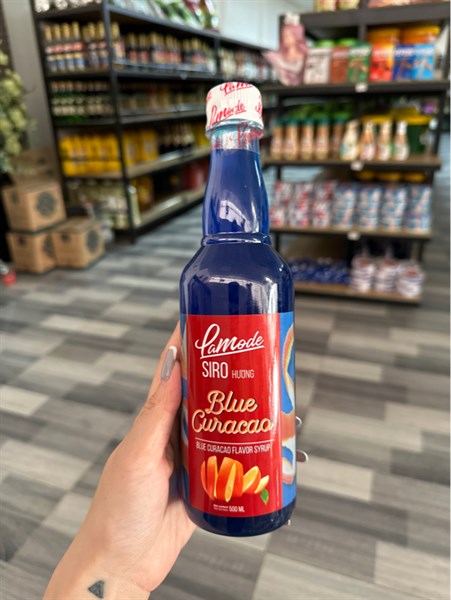 LaMode
LaMode
SIRO HƯƠNG
Blue
Curacao
BLUE CURACAO FLAVOR SYRUP
500 ML